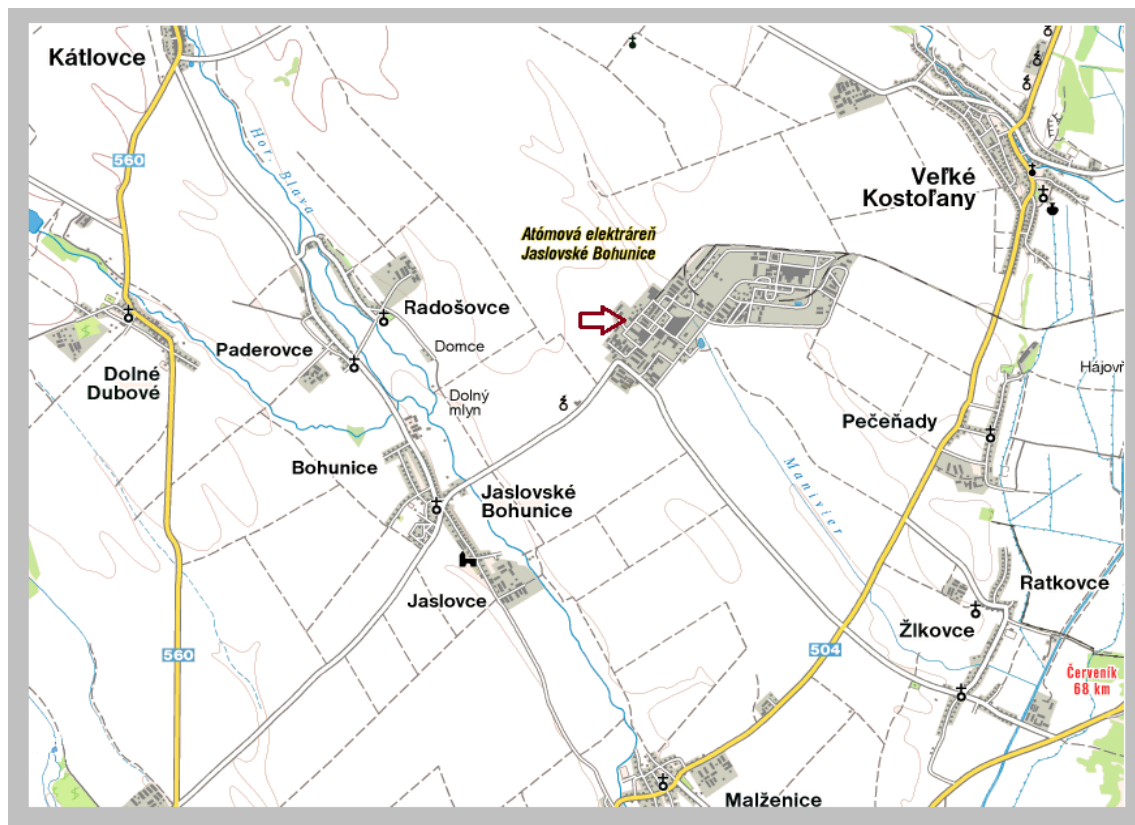 Kátlovce
560
Hor. Blava
Veľké
Kostoľany
Atómová elektráreň
Jaslovské Bohunice
Radošovce
Paderovce
Domce
Dolné
Dubové
Dolný
mlyn
Hájovň
Pečeňady
Bohunice
Manivier
Jaslovské
Bohunice
Ratkovce
Jaslovce
Žlkovce
560
504
Červeník
68 km
Malženice